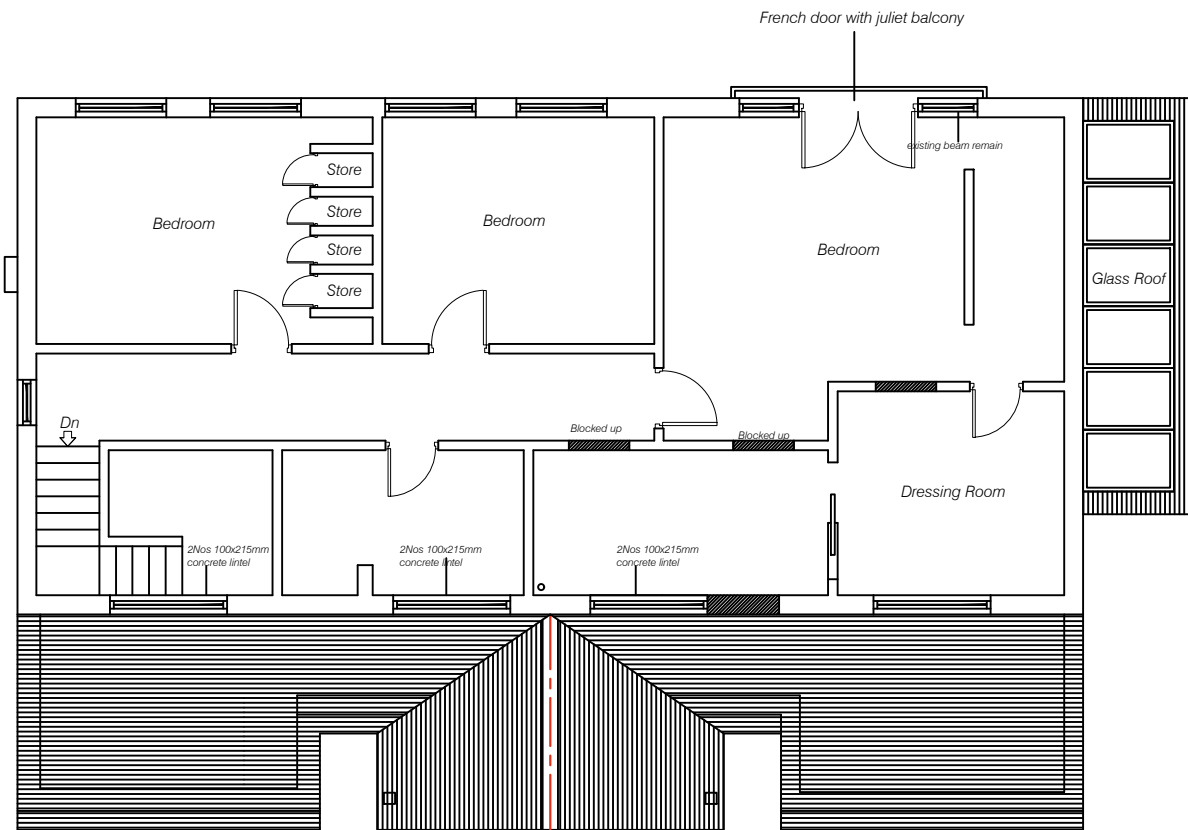 French door with juliet balcony
existing beam remain
Store
Store
Store
Store
Bedroom
Bedroom
Bedroom
Glass Roof
Dn
Blocked up
Blocked up
Dressing Room
2Nos 100x215mm
concrete lintel
2Nos 100x215mm
concrete lintel
2Nos 100x215mm
concrete lintel